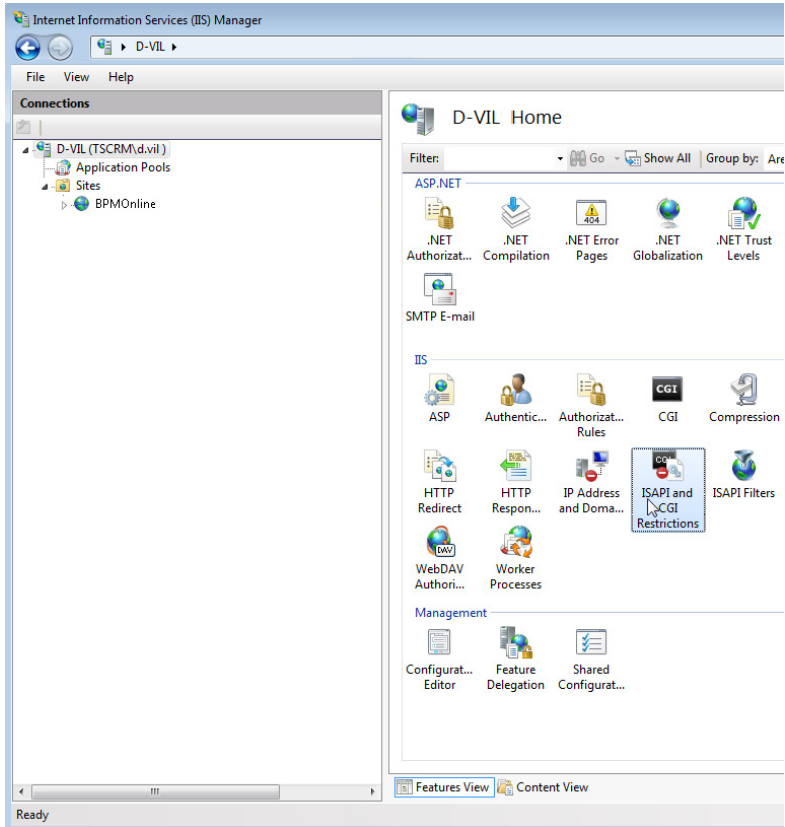 Internet Information Services (IIS) Manager
D-VIL
File View Help
Connections
D-VIL (TSCRM\d.vil )
Application Pools
Sites
BPMOnline
D-VIL Home
Filter: Go Show All Group by: Are
ASP.NET
.NET .NET .NET Error .NET .NET Trust
Authorizat... Compilation Pages Globalization Levels
404
SMTP E-mail
IIS
CGI
ASP Authentic... Authorizat... CGI Compression
Rules
HTTP HTTP IP Address ISAPI and ISAPI Filters
Redirect Respon... and Doma... CGI
Restrictions
DAV
WebDAV Worker
Authori... Processes
Management
Configurat... Feature Shared
Editor Delegation Configurat...
Features View Content View
Ready